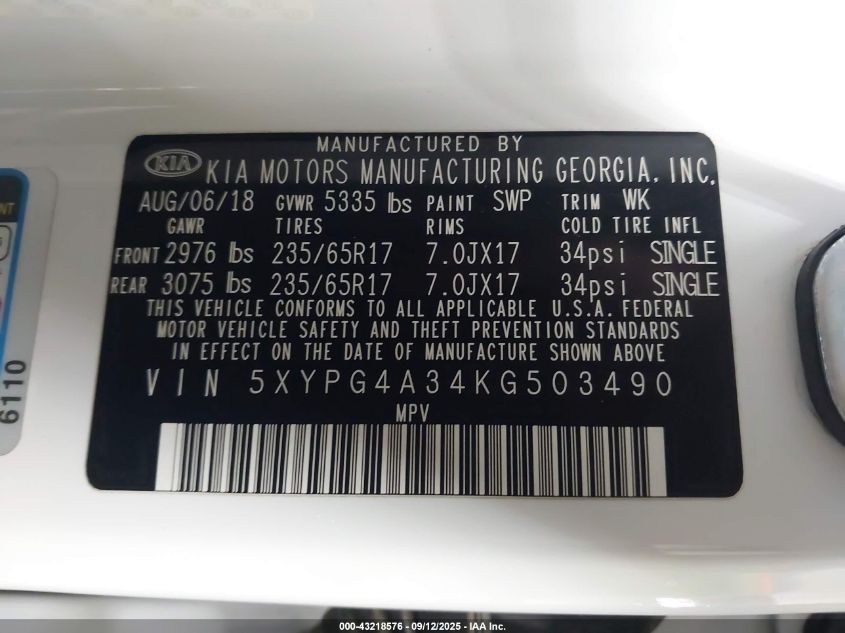 MANUFACTURED BY
KIA KIA MOTORS MANUFACTURING GEORGIA, INC.
AUG/06/18 GVWR 5335 lbs PAINT SWP TRIM WK
GAWR TIRES RIMS COLD TIRE INFL
FRONT 2976 lbs 235/65R17 7.0JX17 34psi SINGLE
REAR 3075 lbs 235/65R17 7.0JX17 34psi SINGLE
THIS VEHICLE CONFORMS TO ALL APPLICABLE U.S.A. FEDERAL
MOTOR VEHICLE SAFETY AND THEFT PREVENTION STANDARDS
IN EFFECT ON THE DATE OF MANUFACTURE SHOWN ABOVE
VIN 5XYPG4A34KG503490
MPV
6110
000-43218576 - 09/12/2025 - IAA Inc.